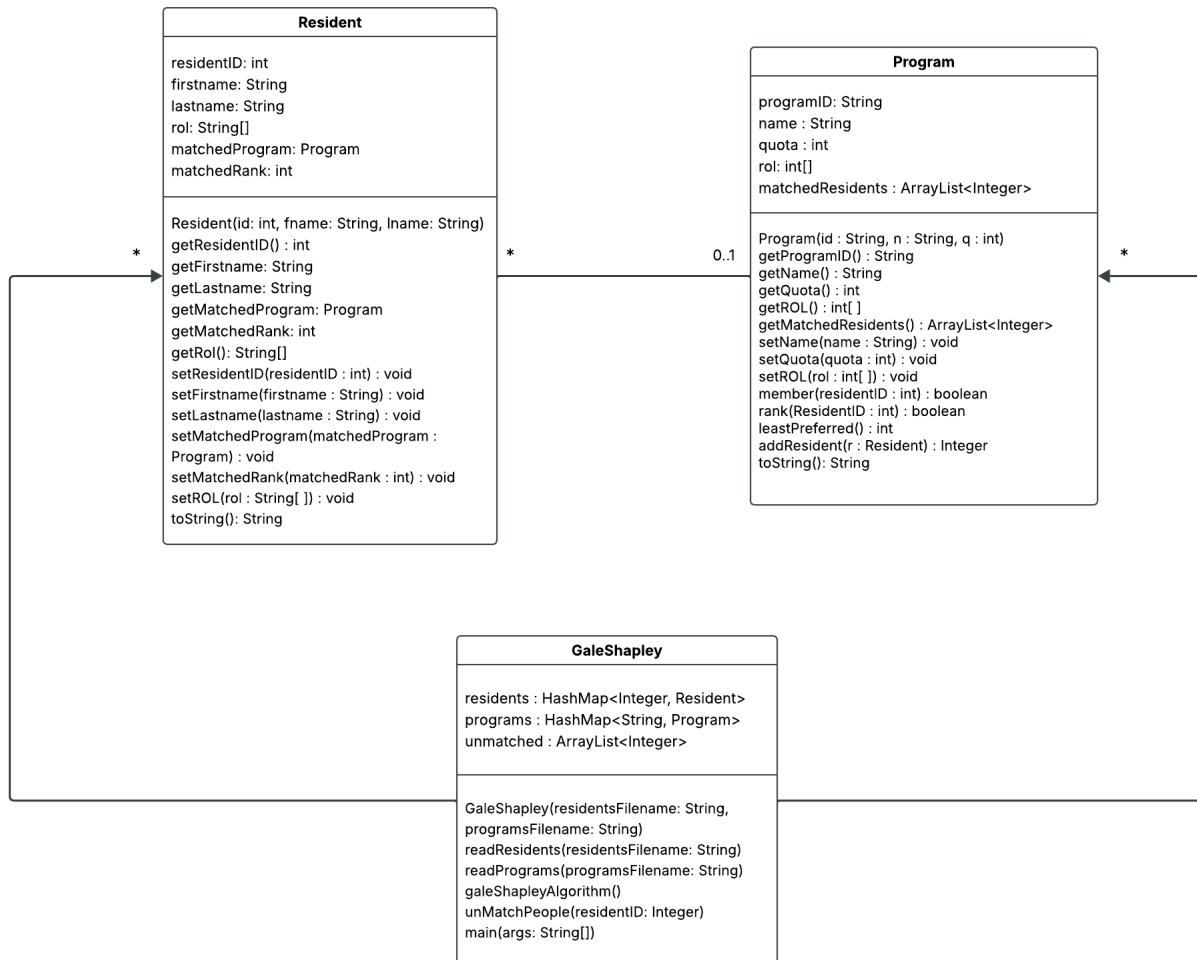 Resident
residentID: int
firstname: String
lastname: String
rol: String[]
matchedProgram: Program
matchedRank: int
Resident(id: int, fname: String, lname: String)
getResidentID() : int
getFirstname: String
getLastname: String
getMatchedProgram: Program
getMatchedRank: int
getRol(): String[]
setResidentID(residentID : int) : void
setFirstname(firstname : String) : void
setLastname(lastname : String) : void
setMatchedProgram(matchedProgram :
Program) : void
setMatchedRank(matchedRank : int) : void
setROL(rol : String[ ]) : void
toString(): String
*
*
0..1
Program
programID: String
name : String
quota : int
rol: int[]
matchedResidents : ArrayList<Integer>
Program(id : String, n : String, q : int)
getProgramID() : String
getName() : String
getQuota() : int
getROL() : int[ ]
getMatchedResidents() : ArrayList<Integer>
setName(name : String) : void
setQuota(quota : int) : void
setROL(rol : int[ ]) : void
member(residentID : int) : boolean
rank(ResidentID : int) : boolean
leastPreferred() : int
addResident(r : Resident) : Integer
toString(): String
*
GaleShapley
residents : HashMap<Integer, Resident>
programs : HashMap<String, Program>
unmatched : ArrayList<Integer>
GaleShapley(residentsFilename: String,
programsFilename: String)
readResidents(residentsFilename: String)
readPrograms(programsFilename: String)
galeShapleyAlgorithm()
unMatchPeople(residentID: Integer)
main(args: String[])